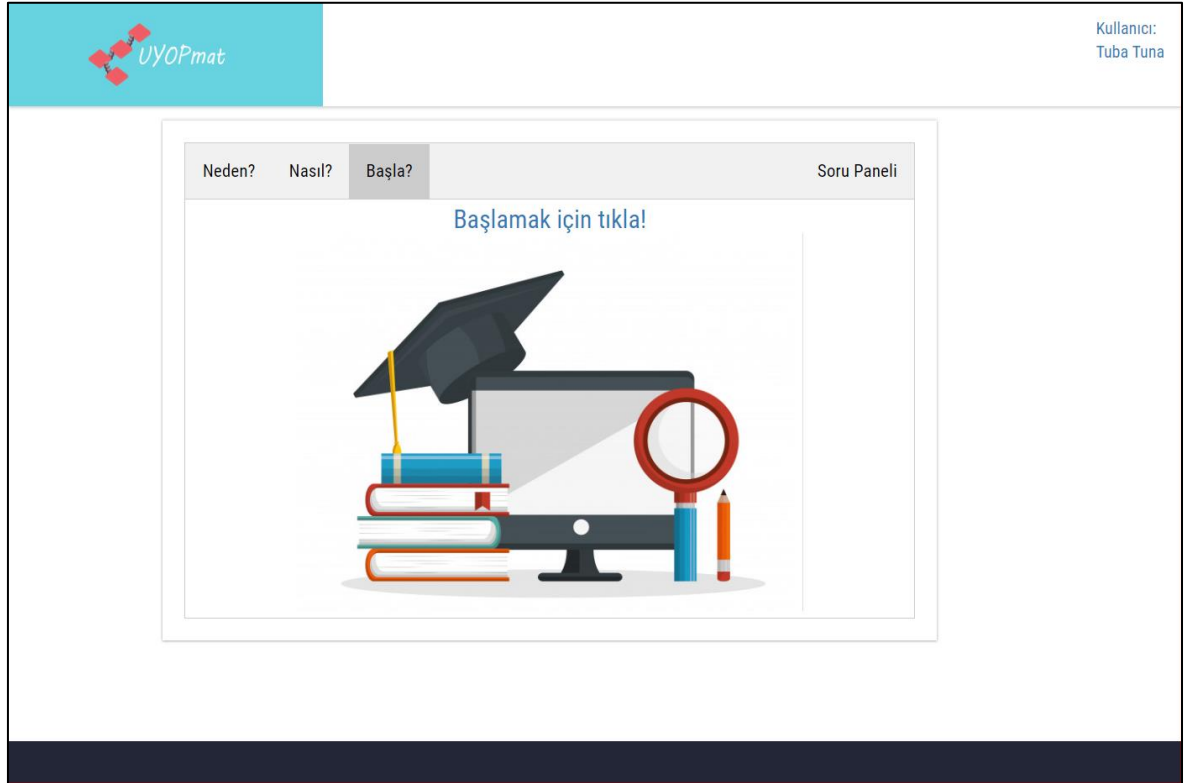 UYOPmat
Kullanıcı:
Tuba Tuna
Neden? Nasıl? Başla? Soru Paneli
Başlamak için tıkla!